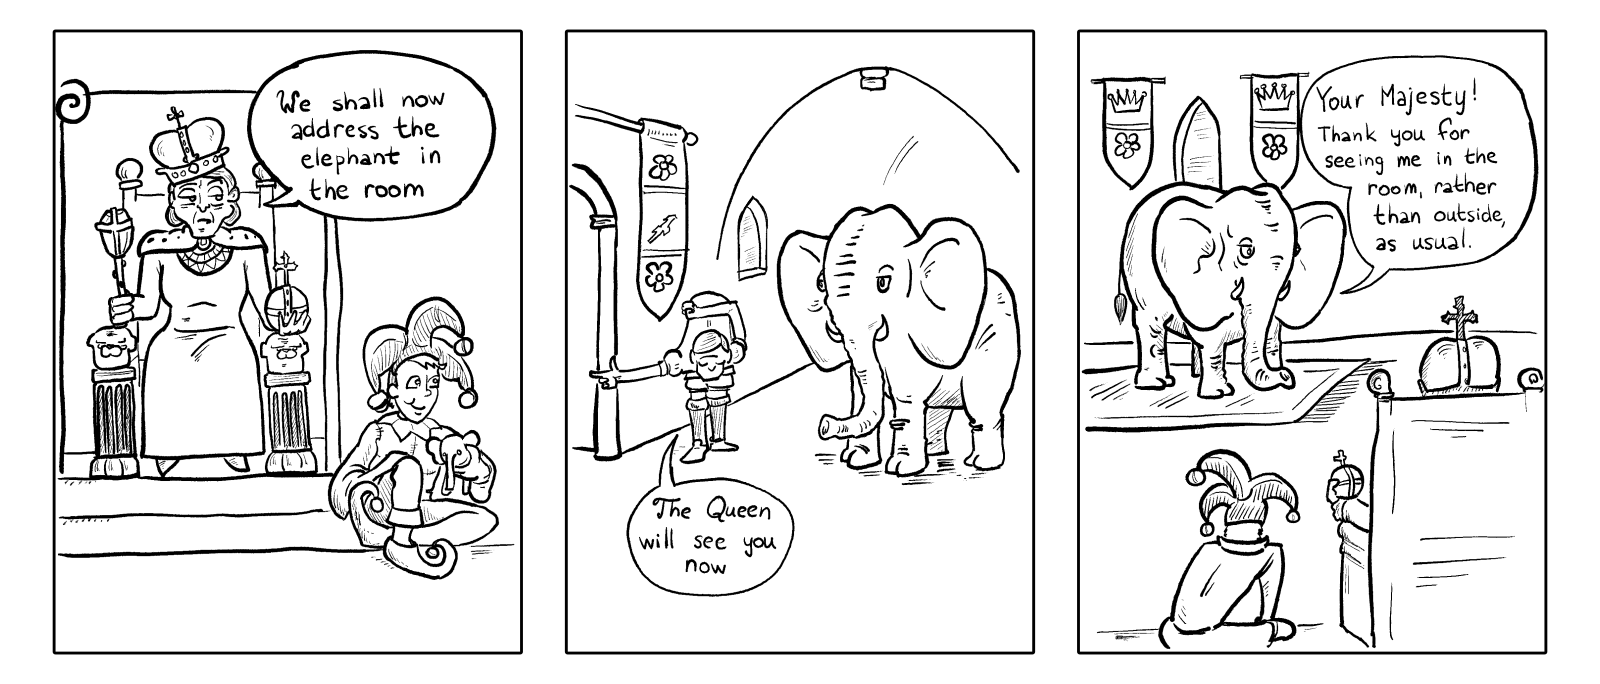 We shall now
address the
elephant in
the room
The Queen
will see you
now
Your Majesty!
Thank you for
seeing me in the
room, rather
than outside,
as usual.